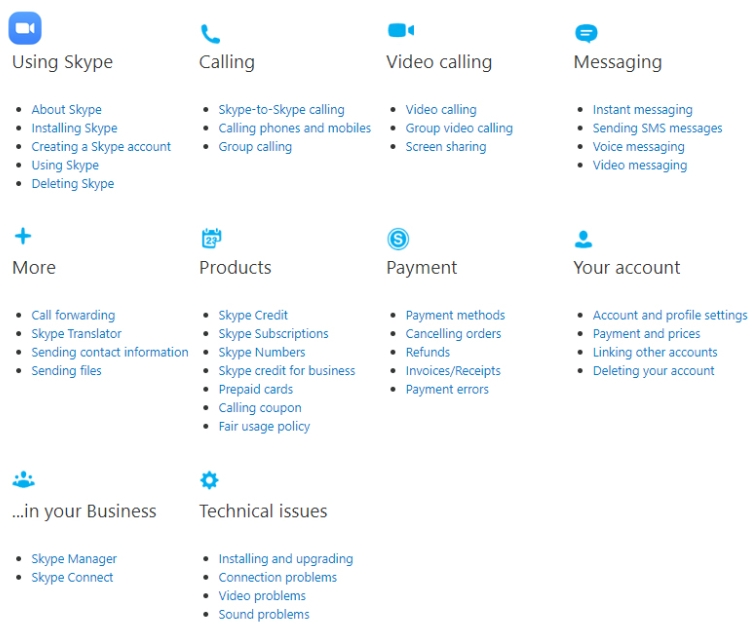 Using Skype
About Skype
Installing Skype
Creating a Skype account
Using Skype
Deleting Skype
Calling
Skype-to-Skype calling
Calling phones and mobiles
Group calling
Video calling
Video calling
Group video calling
Screen sharing
Messaging
Instant messaging
Sending SMS messages
Voice messaging
Video messaging
More
Call forwarding
Skype Translator
Sending contact information
Sending files
23
Products
Skype Credit
Skype Subscriptions
Skype Numbers
Skype credit for business
Prepaid cards
Calling coupon
Fair usage policy
S
Payment
Payment methods
Cancelling orders
Refunds
Invoices/Receipts
Payment errors
Your account
Account and profile settings
Payment and prices
Linking other accounts
Deleting your account
...in your Business
Skype Manager
Skype Connect
Technical issues
Installing and upgrading
Connection problems
Video problems
Sound problems